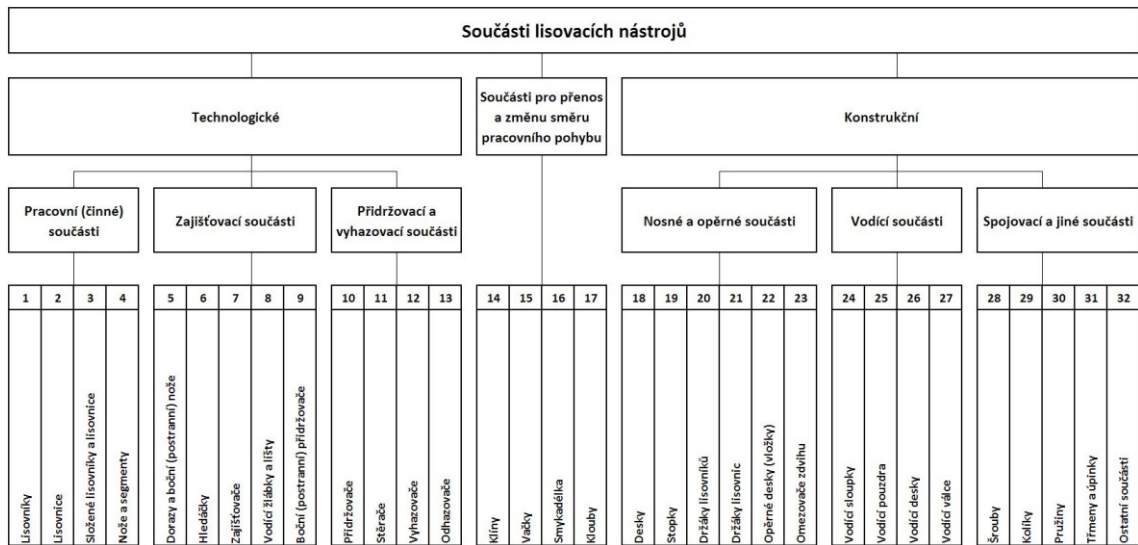 Součásti lisovacích nástrojů
Technologické
Součásti pro přenos
a změnu směru
pracovního pohybu
Konstrukční
Pracovní (činné)
součásti
Zajišťovací součásti
Přidržovací a
vyhazovací součásti
Nosné a opěrné součásti
Vodící součásti
Spojovací a jiné součásti
1 2 3 4 5 6 7 8 9 10 11 12 13 14 15 16 17 18 19 20 21 22 23 24 25 26 27 28 29 30 31 32
Lisovníky
Lisovnice
Složené lisovníky a lisovnice
Nože a segmenty
Dorazy a boční (postranní) nože
Hledáčky
Zajišťovače
Vodící žlábky a lišty
Boční (postranní) přidržovače
Přidržovače
Stěrače
Vyhazovače
Odhazovače
Klíny
Vačky
Smykadélka
Klouby
Desky
Stopky
Držáky lisovníků
Držáky lisovnic
Opěrné desky (vložky)
Omezovače zdvihu
Vodící sloupky
Vodící pouzdra
Vodící desky
Vodící válce
Šrouby
Kolíky
Pružiny
Třmeny a úpinky
Ostatní součásti